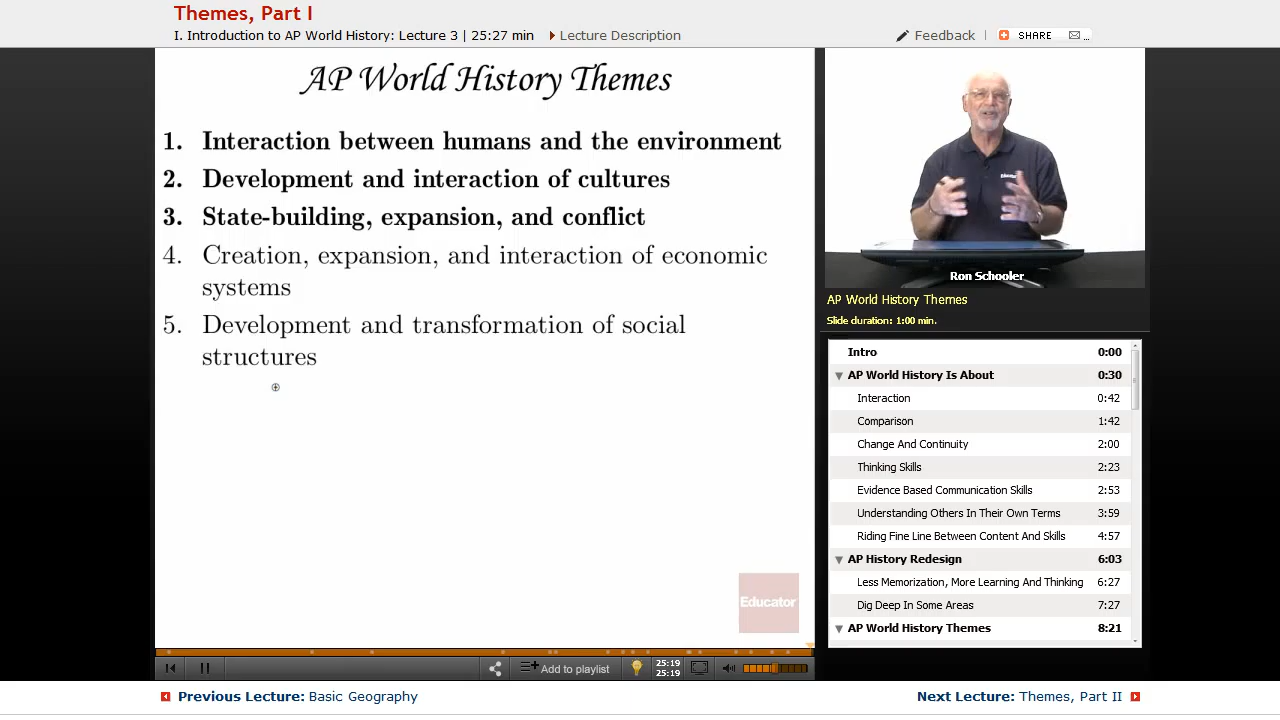 Themes, Part I
I. Introduction to AP World History: Lecture 3 | 25:27 min
Lecture Description
Feedback
SHARE
AP World History Themes
1. Interaction between humans and the environment
2. Development and interaction of cultures
3. State-building, expansion, and conflict
4. Creation, expansion, and interaction of economic
systems
5. Development and transformation of social
structures
Educator
Educator
Ron Schooler
AP World History Themes
Slide duration: 1:00 min.
Intro 0:00
AP World History Is About 0:30
Interaction 0:42
Comparison 1:42
Change And Continuity 2:00
Thinking Skills 2:23
Evidence Based Communication Skills 2:53
Understanding Others In Their Own Terms 3:59
Riding Fine Line Between Content And Skills 4:57
AP History Redesign 6:03
Less Memorization, More Learning And Thinking 6:27
Dig Deep In Some Areas 7:27
AP World History Themes 8:21
Add to playlist
25:19
25:19
Previous Lecture: Basic Geography
Next Lecture: Themes, Part II